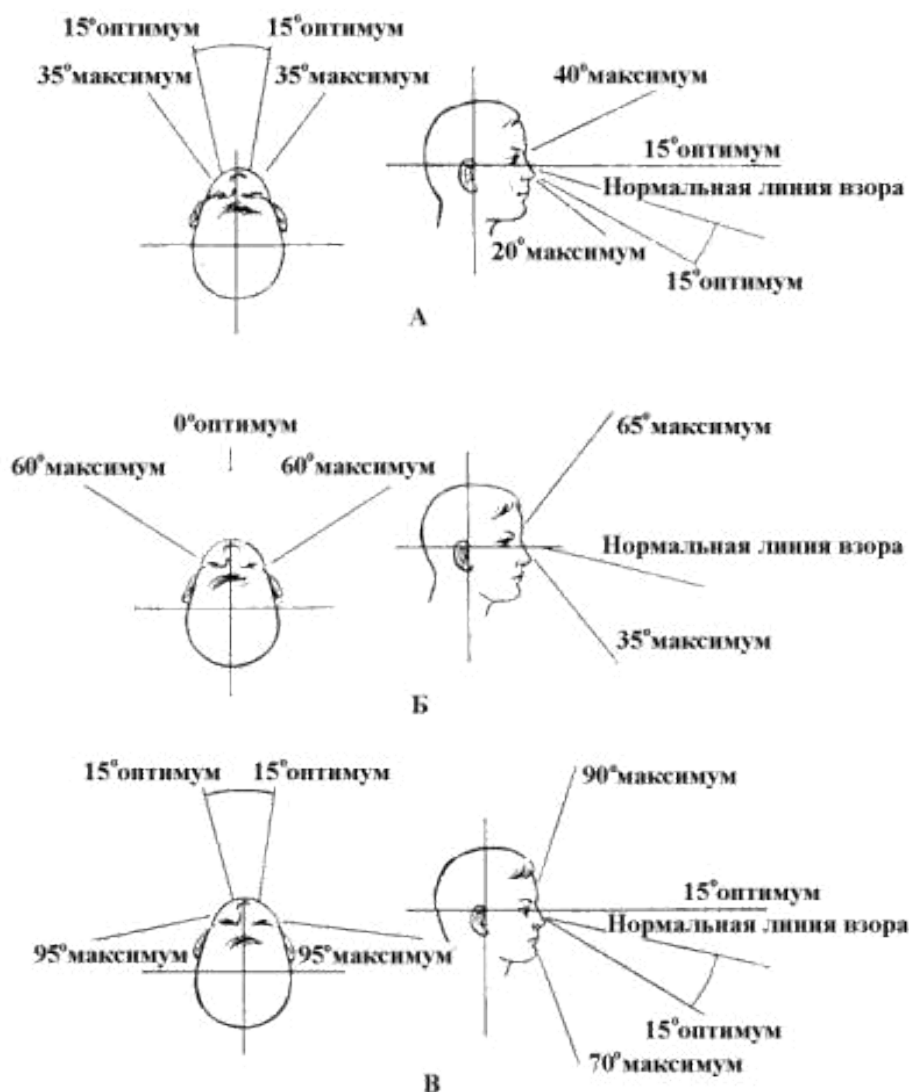 15°оптимум 15°оптимум
35°максимум 35°максимум
40°максимум
15°оптимум
Нормальная линия взора
20°максимум
15°оптимум
А
0°оптимум
60°максимум 60°максимум
65°максимум
Нормальная линия взора
35°максимум
Б
15°оптимум 15°оптимум
95°максимум 95°максимум
90°максимум
15°оптимум
Нормальная линия взора
15°оптимум
70°максимум
В